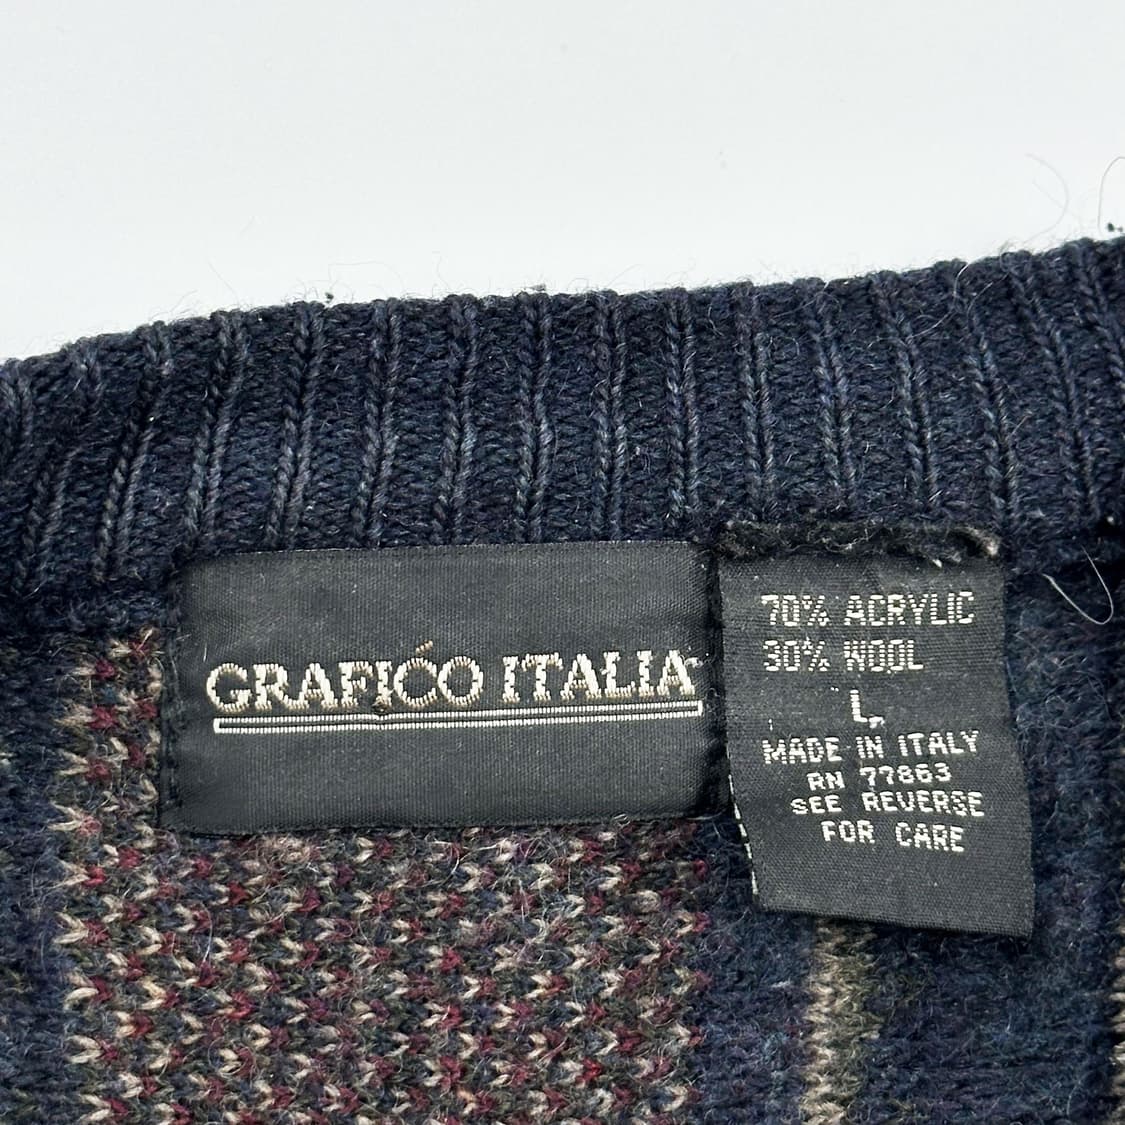 GRAFICO ITALIA
70% ACRYLIC
30% WOOL
L
MADE IN ITALY
RN 77863
SEE REVERSE
FOR CARE